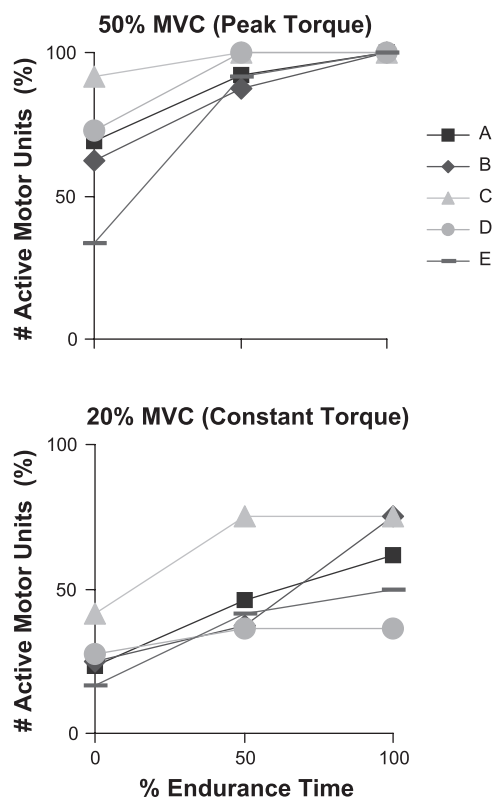 50% MVC (Peak Torque)
100
50
0
# Active Motor Units (%)
A
B
C
D
E
20% MVC (Constant Torque)
100
50
0
# Active Motor Units (%)
0 50 100
% Endurance Time